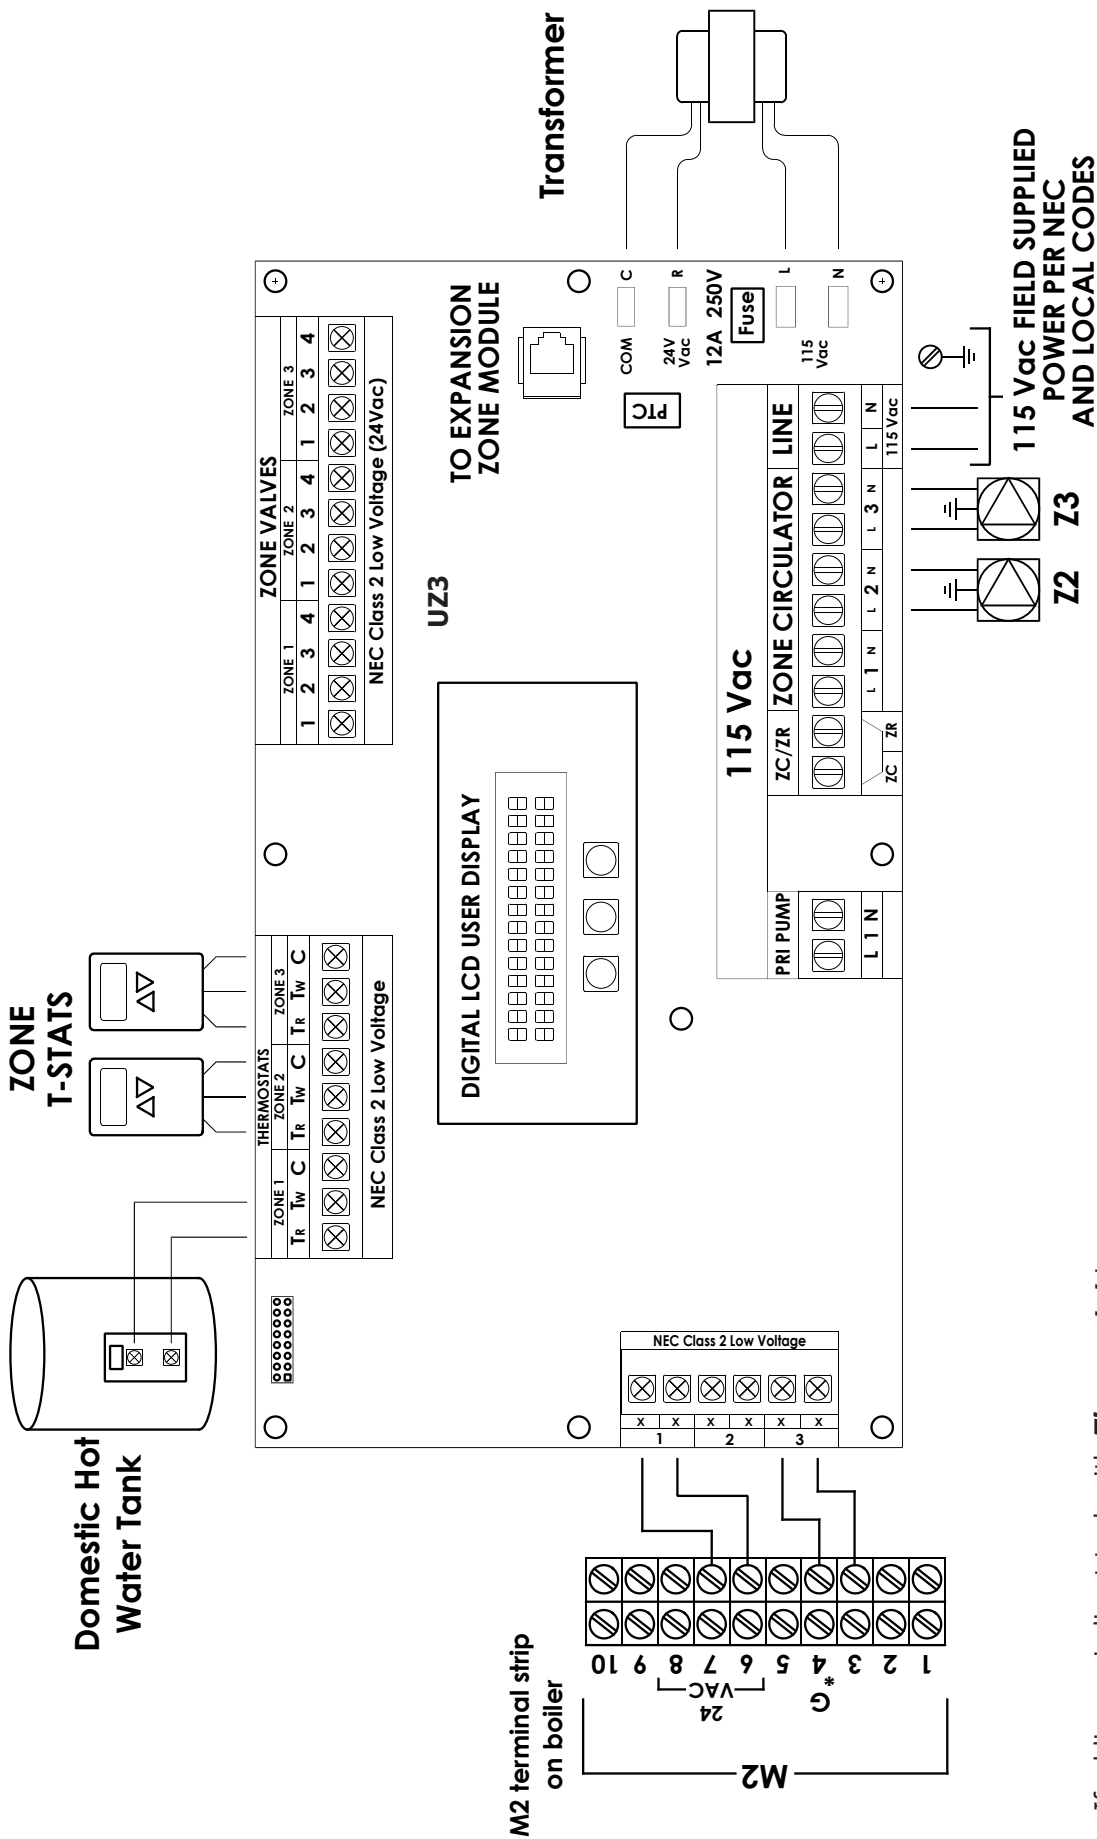 Domestic Hot
Water Tank
ZONE
T-STATS
THERMOSTATS
ZONE 1
ZONE 2
ZONE 3
TR TW C TR TW C TR TW C
NEC Class 2 Low Voltage
ZONE VALVES
ZONE 1
ZONE 2
ZONE 3
1 2 3 4 1 2 3 4 1 2 3 4
NEC Class 2 Low Voltage (24Vac)
UZ3
DIGITAL LCD USER DISPLAY
TO EXPANSION
ZONE MODULE
Transformer
COM
C
24V
Vac
R
PTC
12A 250V
Fuse
115
Vac
L
N
NEC Class 2 Low Voltage
X X X X X X
1 2 3
115 Vac
PRI PUMP
L 1 N
ZC/ZR
ZC ZR
ZONE CIRCULATOR
L 1 N L 2 N L 3 N
LINE
L N
115 Vac
Z2
Z3
115 Vac FIELD SUPPLIED
POWER PER NEC
AND LOCAL CODES
M2 terminal strip
on boiler
10 9 8 7 6 5 4 3 2 1
24
VAC
G*
M2